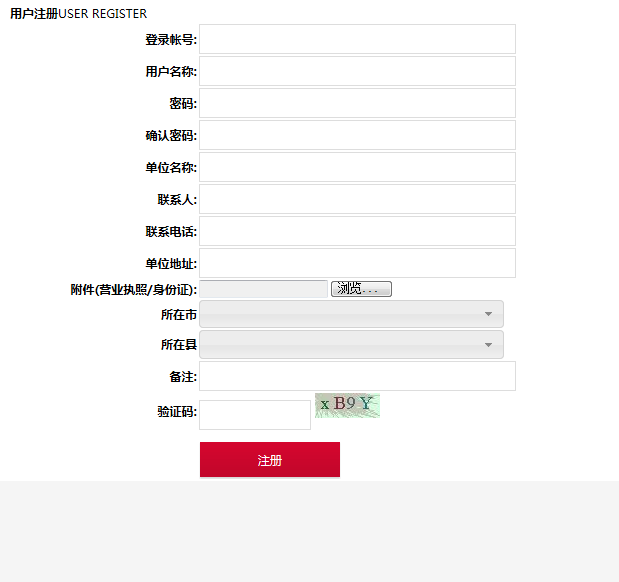 用户注册USER REGISTER
登录帐号:
用户名称:
密码:
确认密码:
单位名称:
联系人:
联系电话:
单位地址:
附件(营业执照/身份证): 浏览...
所在市
所在县
备注:
验证码: x B9 Y
注册